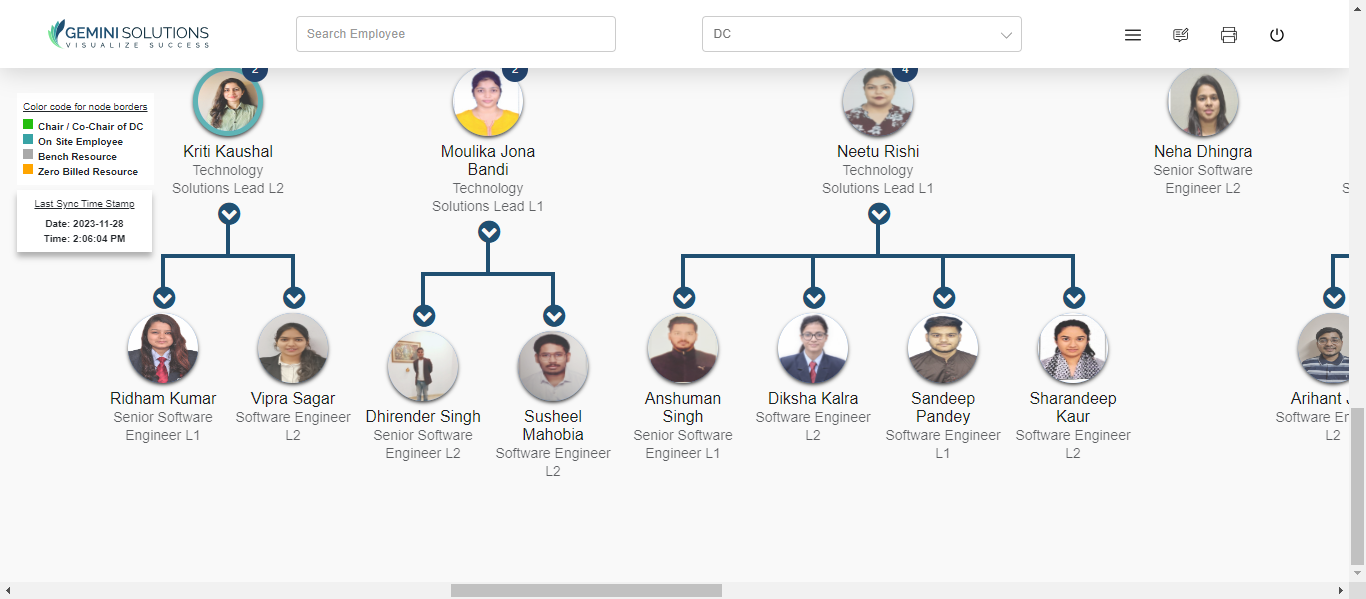 GEMINI SOLUTIONS
VISUALIZE SUCCESS
Search Employee
DC
2
2
4
Color code for node borders
Chair / Co-Chair of DC
On Site Employee
Bench Resource
Zero Billed Resource
Last Sync Time Stamp
Date: 2023-11-28
Time: 2:06:04 PM
Kriti Kaushal
Technology
Solutions Lead L2
Moulika Jona
Bandi
Technology
Solutions Lead L1
Neetu Rishi
Technology
Solutions Lead L1
Neha Dhingra
Senior Software
Engineer L2
S
Ridham Kumar
Senior Software
Engineer L1
Vipra Sagar
Software Engineer
L2
Dhirender Singh
Senior Software
Engineer L2
Susheel
Mahobia
Software Engineer
L2
Anshuman
Singh
Senior Software
Engineer L1
Diksha Kalra
Software Engineer
L2
Sandeep
Pandey
Software Engineer
L1
Sharandeep
Kaur
Software Engineer
L2
Arihant
Software En
L2